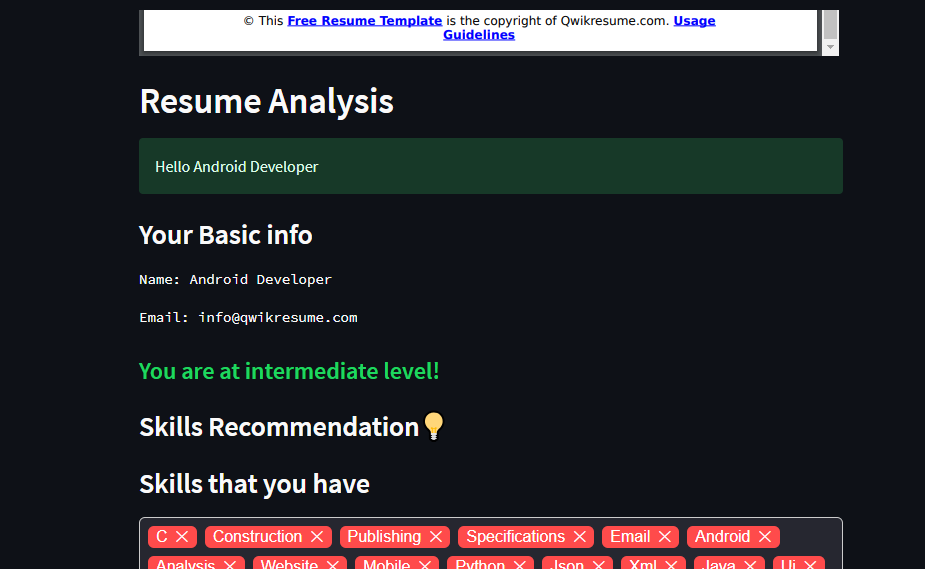 © This Free Resume Template is the copyright of Qwikresume.com. Usage
Guidelines
Resume Analysis
Hello Android Developer
Your Basic info
Name: Android Developer
Email: info@qwikresume.com
You are at intermediate level!
Skills Recommendation💡
Skills that you have
C Construction Publishing Specifications Email Android
Analysis Website Mobile Python Json Xml Java Ui